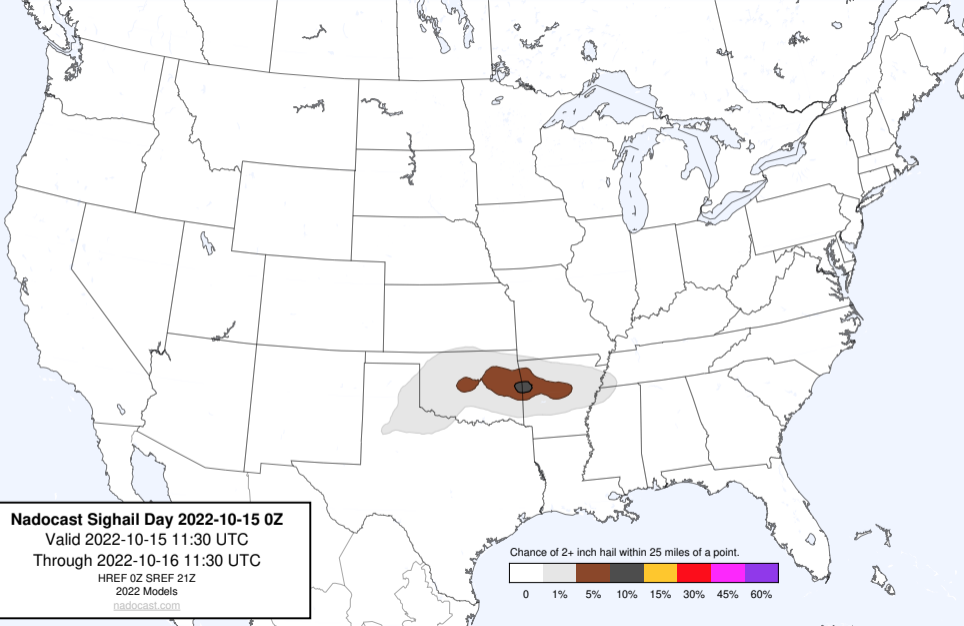 Nadocast Sighail Day 2022-10-15 0Z
Valid 2022-10-15 11:30 UTC
Through 2022-10-16 11:30 UTC
HREF 0Z SREF 21Z
2022 Models
nadocast.com
Chance of 2+ inch hail within 25 miles of a point.
0 1% 5% 10% 15% 30% 45% 60%